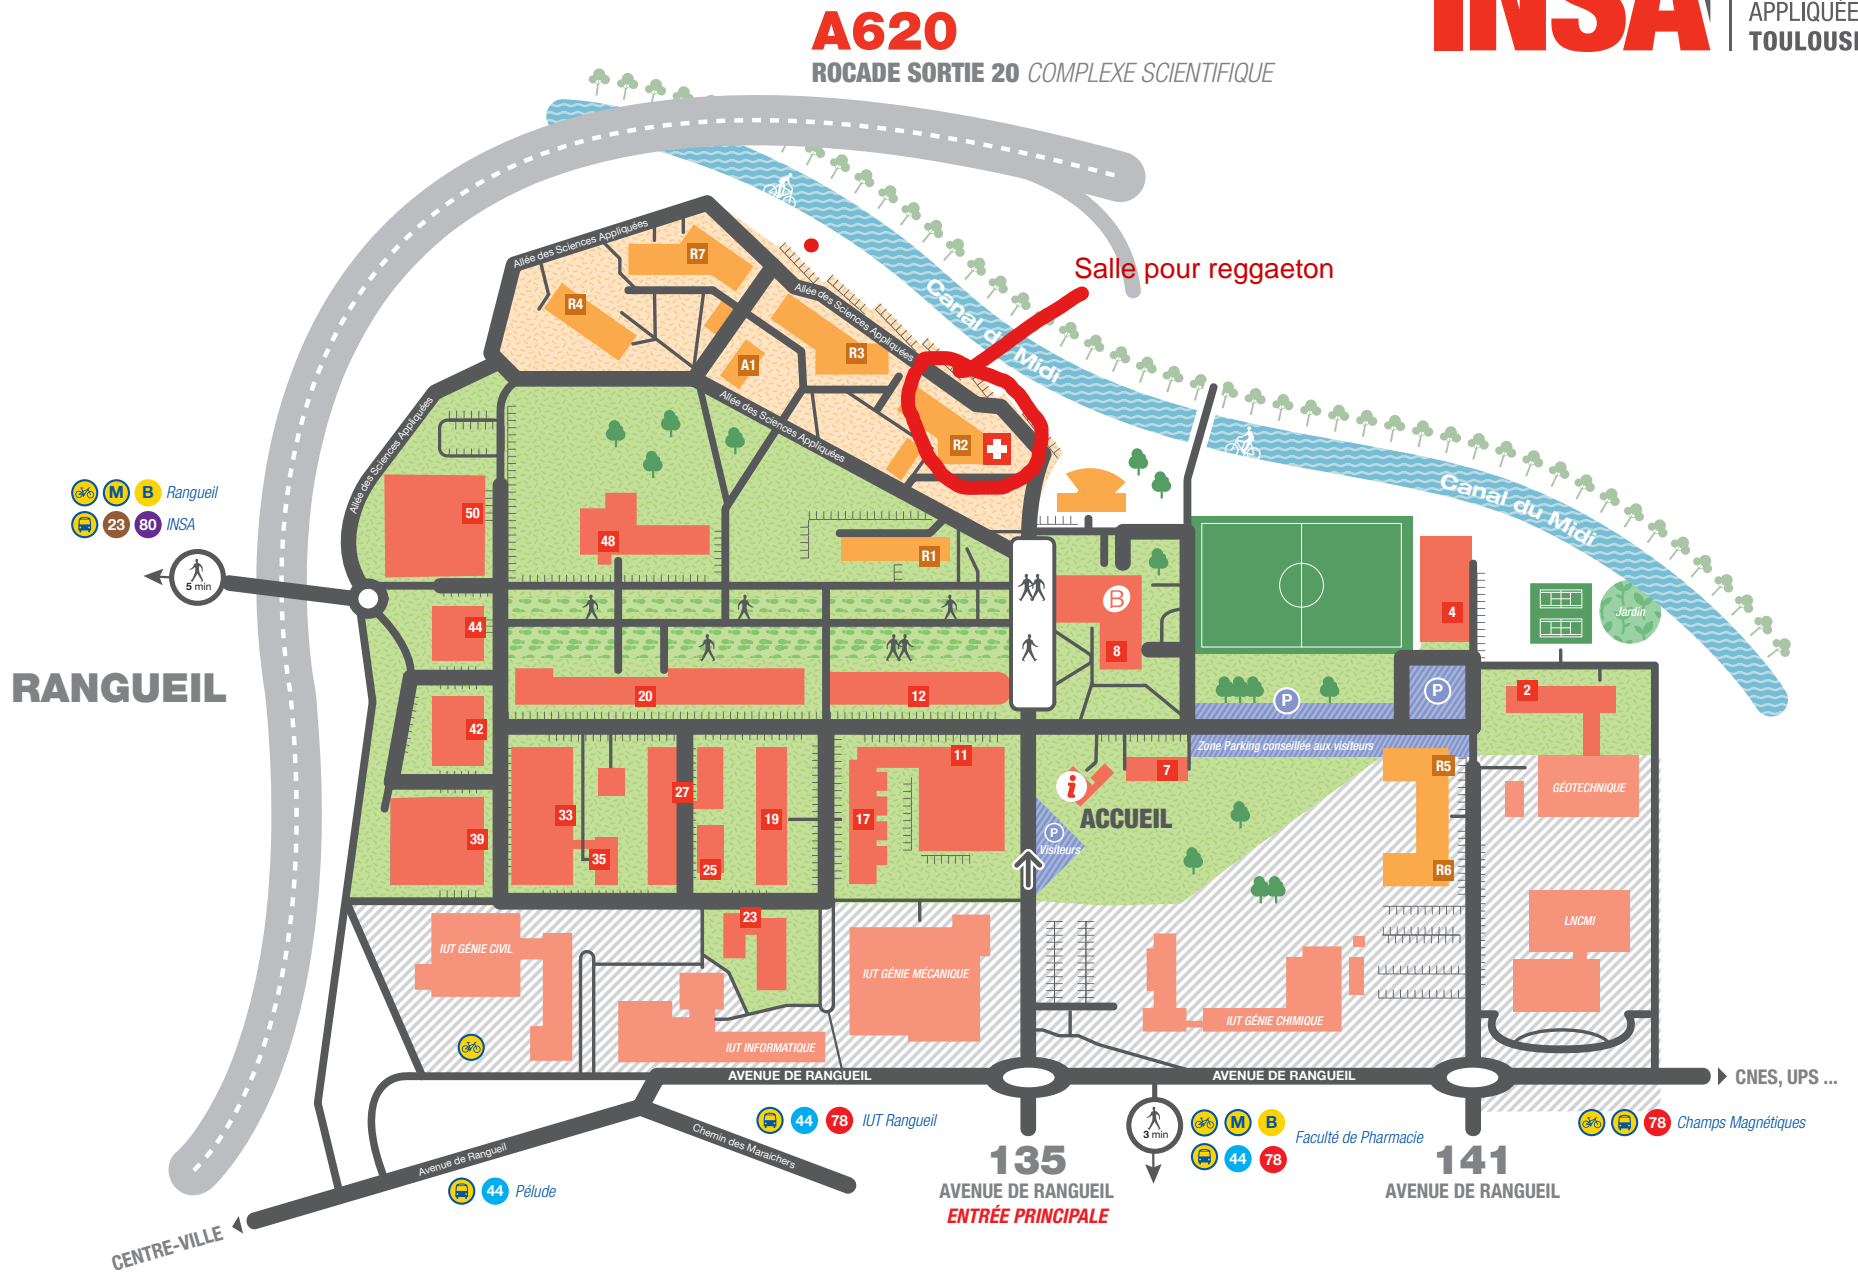 A620
ROCADE SORTIE 20 COMPLEXE SCIENTIFIQUE
INSA
APPLIQUÉE
TOULOUSE
Salle pour reggaeton
Allée des Sciences Appliquées
R7
R4
Allée des Sciences Appliquées
R3
A1
Canal du Midi
Allée des Sciences Appliquées
R2
Allée des Sciences Appliquées
Canal du Midi
M B Rangueil
23 80 INSA
5 min
50
48
R1
B
8
4
Jardin
44
RANGUEIL
20
12
P
P
2
42
Zone Parking conseillée aux visiteurs
11
7
R5
i
ACCUEIL
GÉOTECHNIQUE
27
33
19
17
P
Visiteurs
39
35
25
R6
23
LNCMI
IUT GÉNIE CIVIL
IUT GÉNIE MÉCANIQUE
IUT GÉNIE CHIMIQUE
IUT INFORMATIQUE
AVENUE DE RANGUEIL
AVENUE DE RANGUEIL
CNES, UPS ...
44 78 IUT Rangueil
3 min
M B
Faculté de Pharmacie
44 78
78 Champs Magnétiques
Chemin des Maraichers
Avenue de Rangueil
44 Pélude
135
AVENUE DE RANGUEIL
ENTRÉE PRINCIPALE
141
AVENUE DE RANGUEIL
CENTRE-VILLE